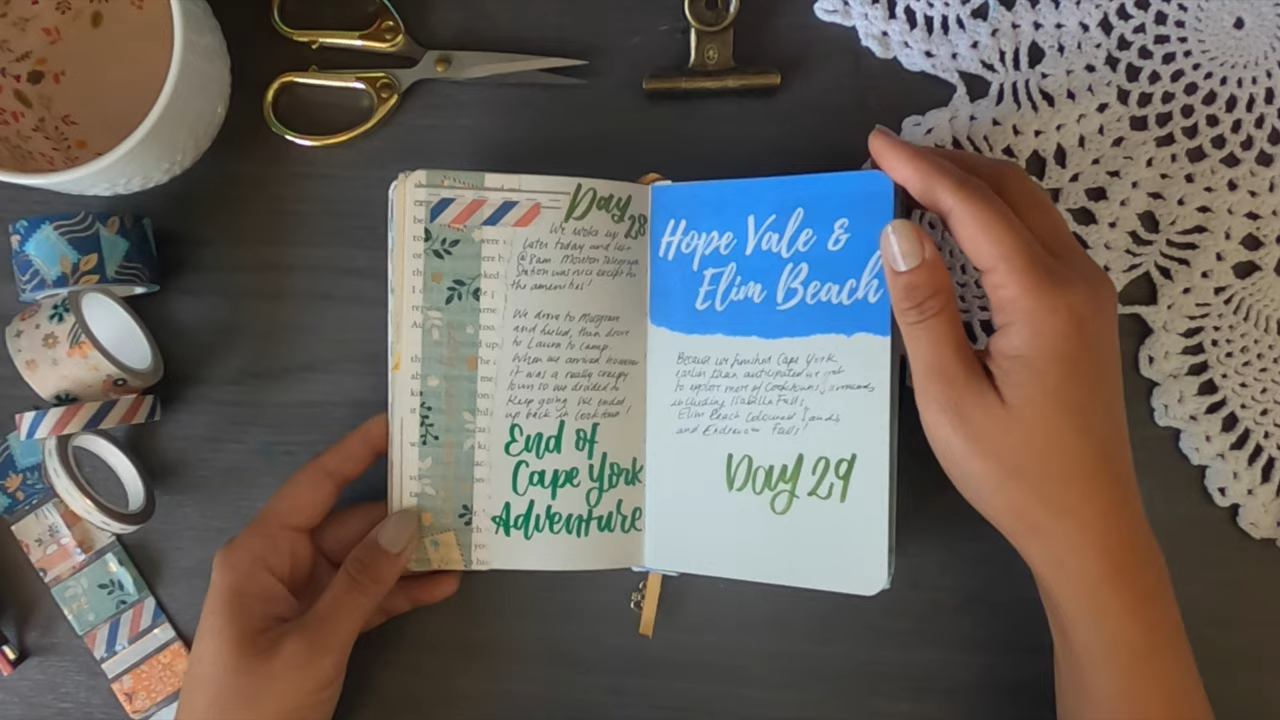 Day 28
We woke up
later today and left
@ 8am. Moreton Telegraph
Station was nice except for
the amenities!
We drove to Musgrave
and fueled, than drove
to Laura to camp.
When we arrived however
it was a really creepy
town so we decided to
keep going. We ended
up back in Cooktown!
End of
Cape York
Adventure
Hope Vale &
Elim Beach
Because we finished Cape York
earlier than anticipated we got
to explore more of Cooktowns surrounds
including Isabella Falls,
Elim Beach Coloured Sands
and Endeavour Falls!
Day 29